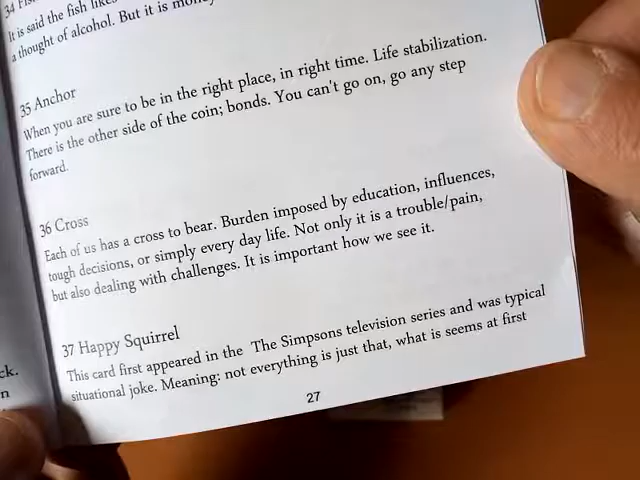 34 Fis
It is said the fish likes
a thought of alcohol. But it is money
35 Anchor
When you are sure to be in the right place, in right time. Life stabilization.
There is the other side of the coin; bonds. You can't go on, go any step
forward.
36 Cross
Each of us has a cross to bear. Burden imposed by education, influences,
tough decisions, or simply every day life. Not only it is a trouble/pain,
but also dealing with challenges. It is important how we see it.
37 Happy Squirrel
This card first appeared in the The Simpsons television series and was typical
situational joke. Meaning: not everything is just that, what is seems at first
27
ck.
n